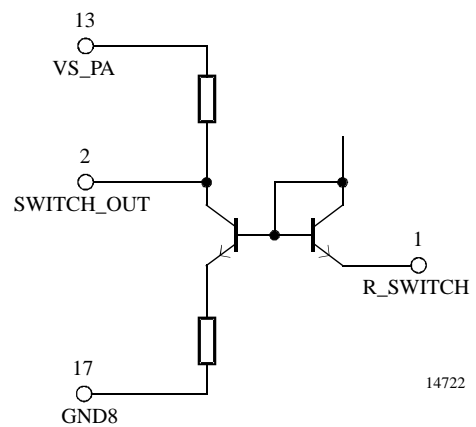 13
VS_PA
2
SWITCH_OUT
1
R_SWITCH
17
GND8
14722